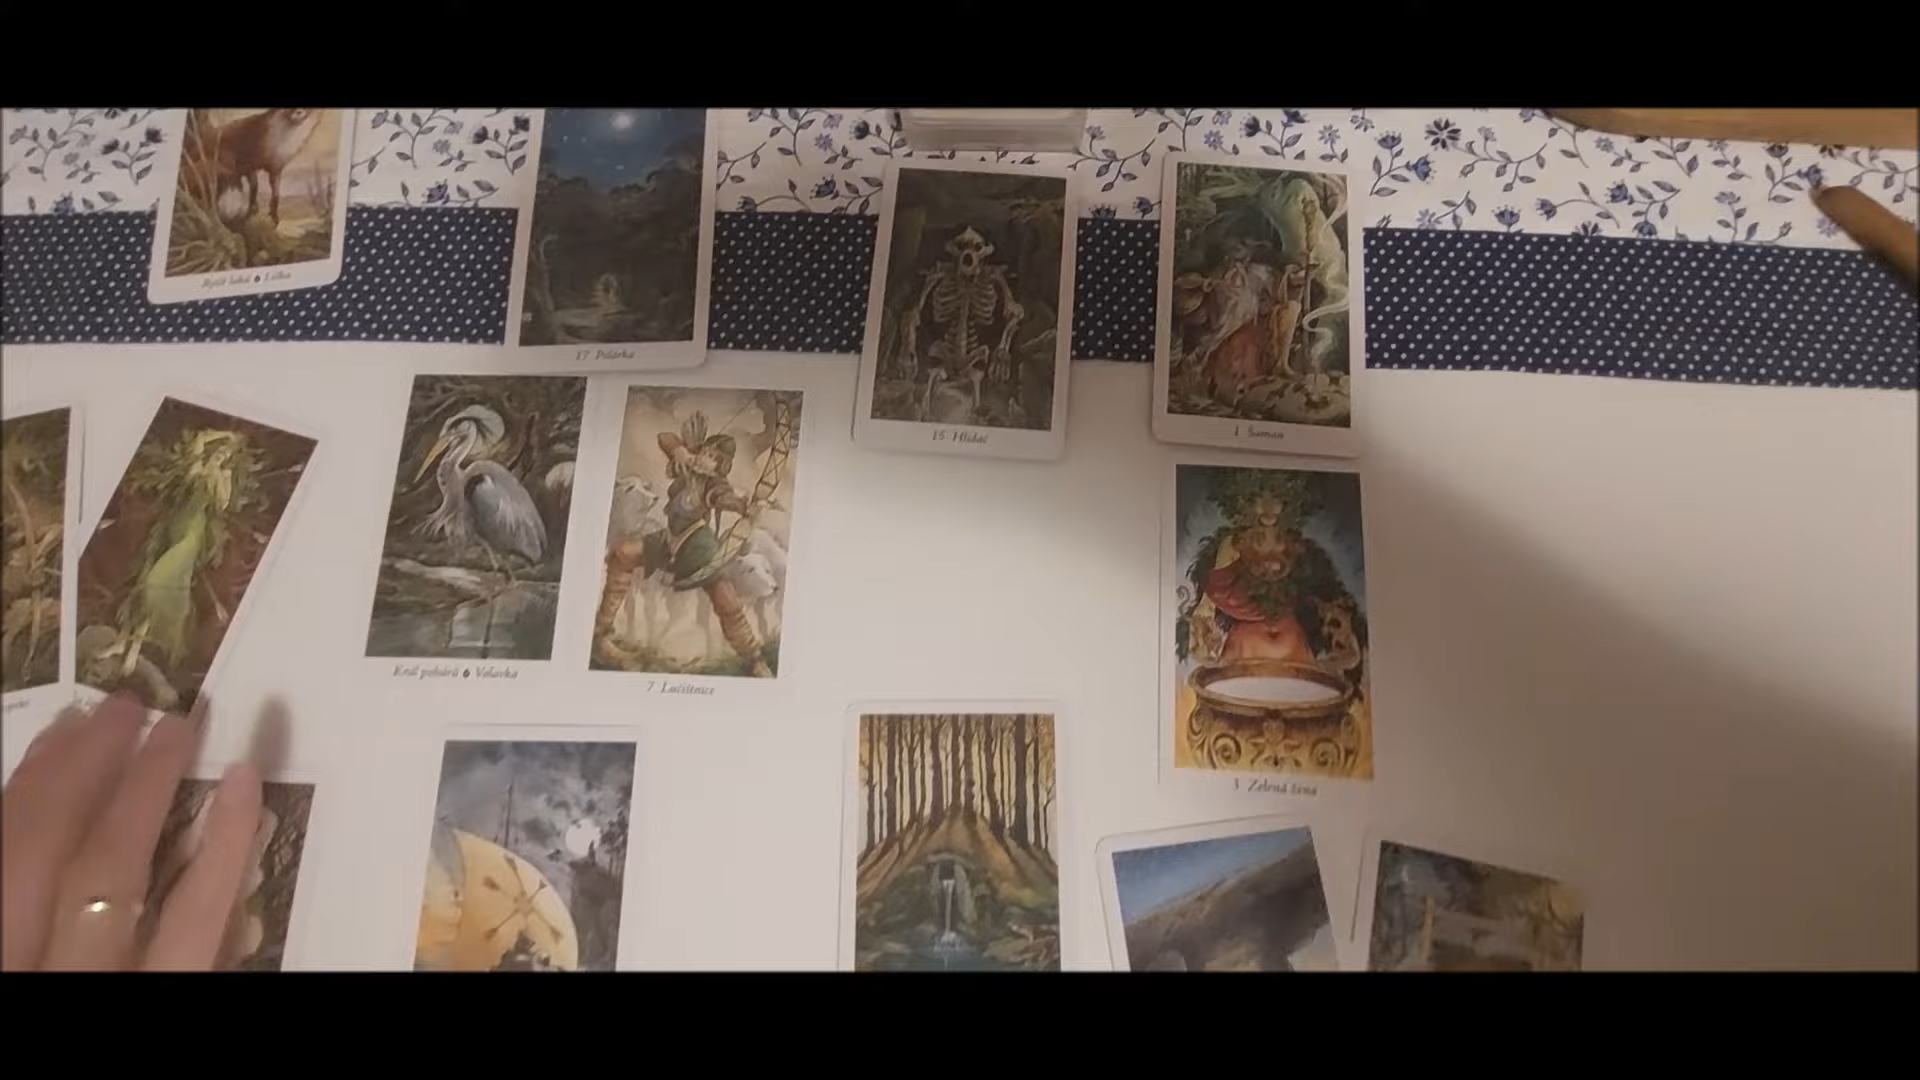 Rytíř luků ♦ Liška
17 Polárka
15 Hlídač
1 Šaman
Král pohárů ♦ Volavka
7 Lučištnice
3 Zelená žena